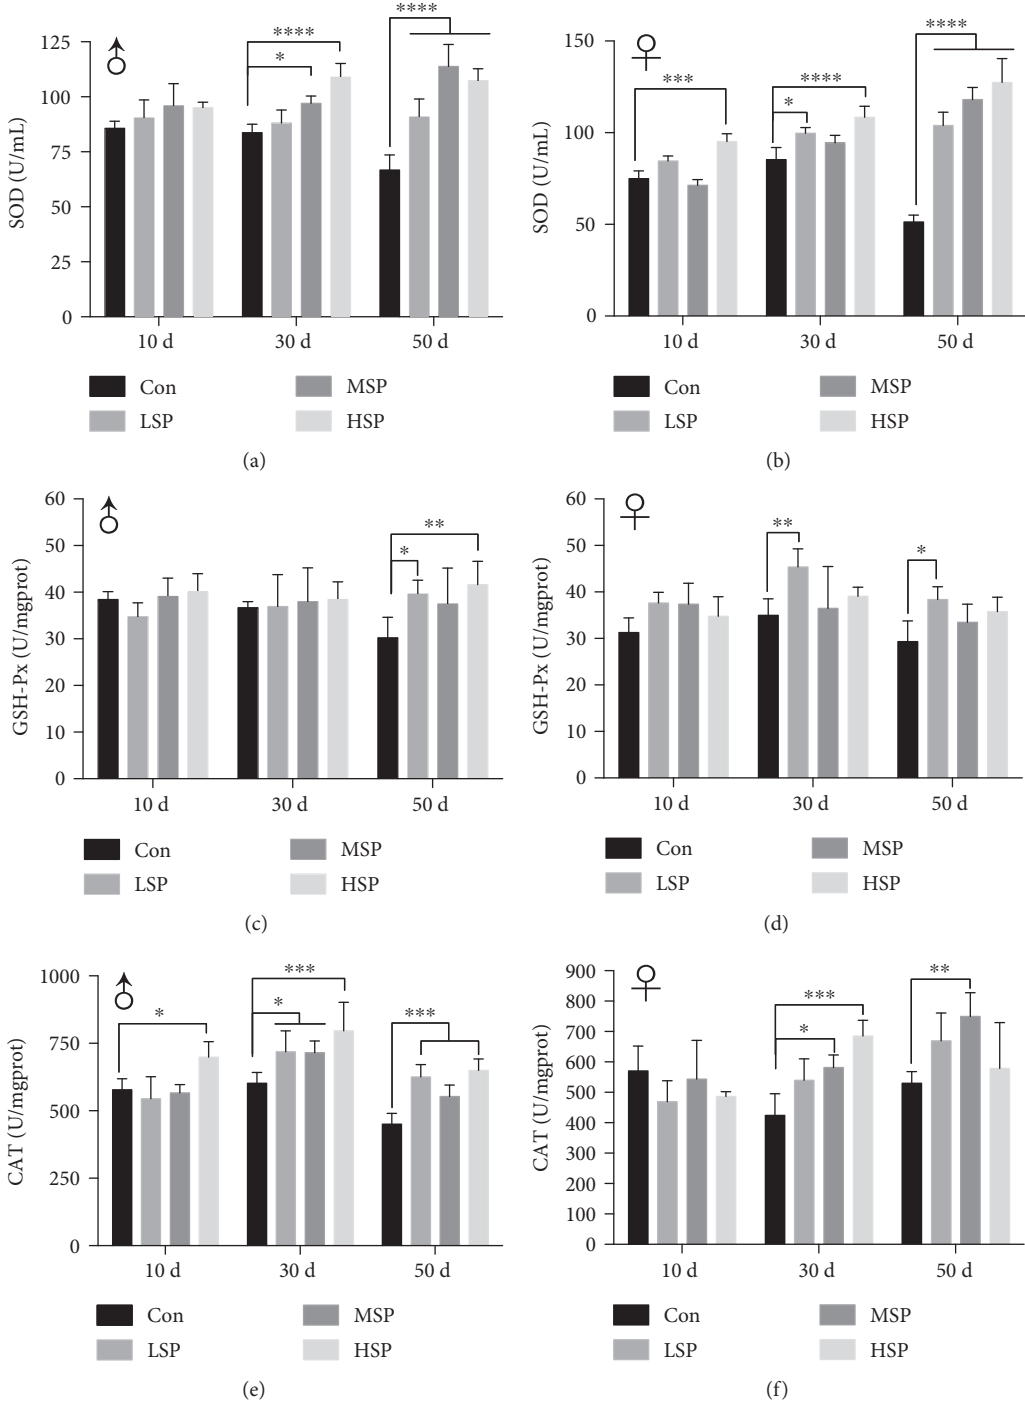 SOD (U/mL)
125
100
75
50
25
0
****
*
****
10 d
30 d
50 d
Con
MSP
LSP
HSP
(a)
SOD (U/mL)
150
100
50
0
***
****
*
****
10 d
30 d
50 d
Con
MSP
LSP
HSP
(b)
GSH-Px (U/mgprot)
60
50
40
30
20
10
0
**
*
10 d
30 d
50 d
Con
MSP
LSP
HSP
(c)
GSH-Px (U/mgprot)
60
50
40
30
20
10
0
**
*
10 d
30 d
50 d
Con
MSP
LSP
HSP
(d)
CAT (U/mgprot)
1000
750
500
250
0
*
***
*
***
10 d
30 d
50 d
Con
MSP
LSP
HSP
(e)
CAT (U/mgprot)
900
800
700
600
500
400
300
200
100
0
***
*
**
10 d
30 d
50 d
Con
MSP
LSP
HSP
(f)